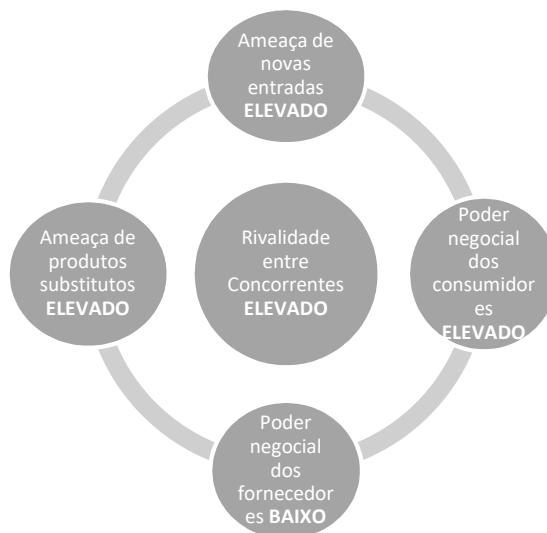 Ameaça de
novas
entradas
ELEVADO
Ameaça de
produtos
substitutos
ELEVADO
Rivalidade
entre
Concorrentes
ELEVADO
Poder
negocial
dos
consumidor
es
ELEVADO
Poder
negocial
dos
fornecedor
es BAIXO